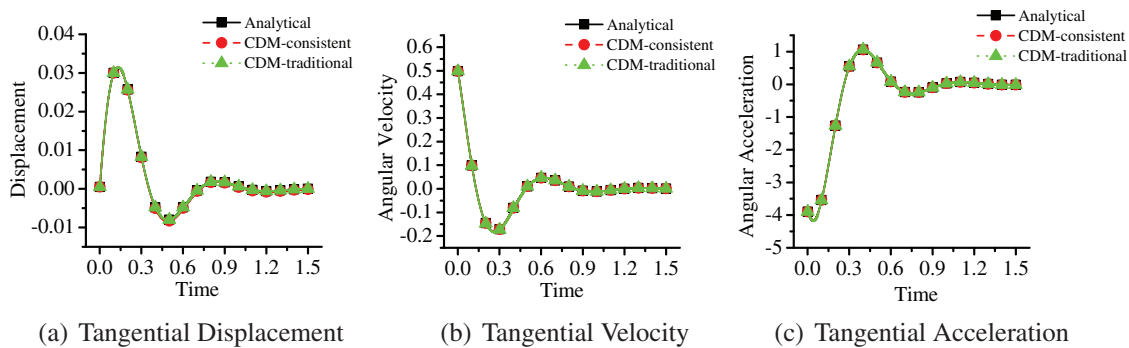 Analytical
CDM-consistent
CDM-traditional
0.04
0.03
0.02
0.01
0.00
-0.01
Displacement
0.0 0.3 0.6 0.9 1.2 1.5
Time
(a) Tangential Displacement
Analytical
CDM-consistent
CDM-traditional
0.6
0.5
0.4
0.3
0.2
0.1
0.0
-0.1
-0.2
Angular Velocity
0.0 0.3 0.6 0.9 1.2 1.5
Time
(b) Tangential Velocity
Analytical
CDM-consistent
CDM-traditional
1
0
-1
-2
-3
-4
-5
Angular Acceleration
0.0 0.3 0.6 0.9 1.2 1.5
Time
(c) Tangential Acceleration